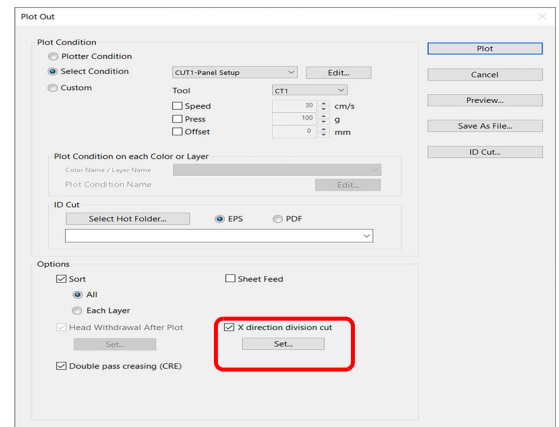 Plot Out
Plot Condition
Plotter Condition
Select Condition CUT1-Panel Setup Edit...
Custom Tool CT1
Speed 30 cm/s
Press 100 g
Offset 0 mm
Plot Condition on each Color or Layer
Color Name / Layer Name
Plot Condition Name Edit...
ID Cut
Select Hot Folder... EPS PDF
Options
Sort Sheet Feed
All
Each Layer
Head Withdrawal After Plot X direction division cut
Set... Set...
Double pass creasing (CRE)
Plot
Cancel
Preview...
Save As File...
ID Cut...